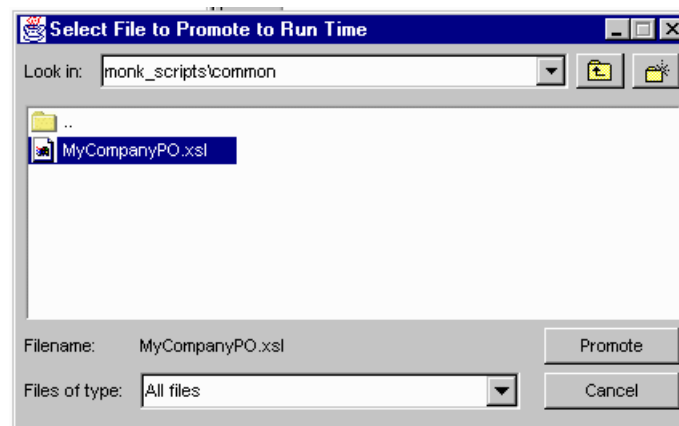 Select File to Promote to Run Time
Look in: monk_scripts\common
..
MyCompanyPO.xsl
Filename: MyCompanyPO.xsl Promote
Files of type: All files Cancel